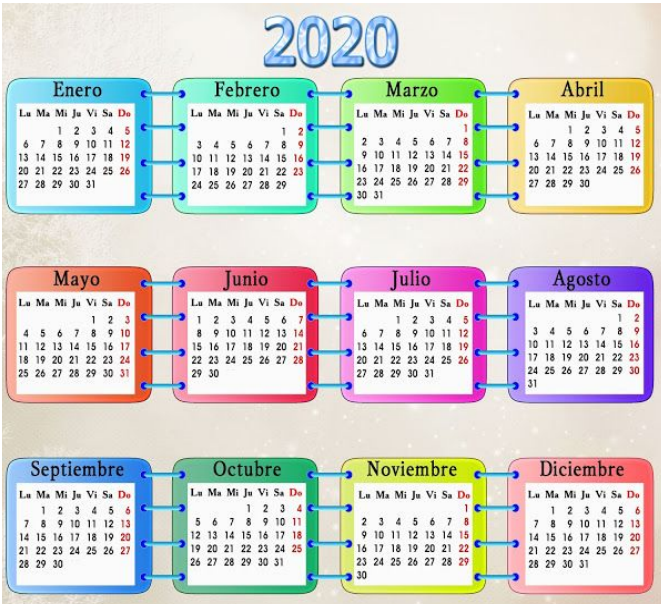 2020
Enero
Lu Ma Mi Ju Vi Sa Do
1 2 3 4 5
6 7 8 9 10 11 12
13 14 15 16 17 18 19
20 21 22 23 24 25 26
27 28 29 30 31
Febrero
Lu Ma Mi Ju Vi Sa Do
1 2
3 4 5 6 7 8 9
10 11 12 13 14 15 16
17 18 19 20 21 22 23
24 25 26 27 28 29
Marzo
Lu Ma Mi Ju Vi Sa Do
1
2 3 4 5 6 7 8
9 10 11 12 13 14 15
16 17 18 19 20 21 22
23 24 25 26 27 28 29
30 31
Abril
Lu Ma Mi Ju Vi Sa Do
1 2 3 4 5
6 7 8 9 10 11 12
13 14 15 16 17 18 19
20 21 22 23 24 25 26
27 28 29 30
Mayo
Lu Ma Mi Ju Vi Sa Do
1 2 3
4 5 6 7 8 9 10
11 12 13 14 15 16 17
18 19 20 21 22 23 24
25 26 27 28 29 30 31
Junio
Lu Ma Mi Ju Vi Sa Do
1 2 3 4 5 6 7
8 9 10 11 12 13 14
15 16 17 18 19 20 21
22 23 24 25 26 27 28
29 30
Julio
Lu Ma Mi Ju Vi Sa Do
1 2 3 4 5
6 7 8 9 10 11 12
13 14 15 16 17 18 19
20 21 22 23 24 25 26
27 28 29 30 31
Agosto
Lu Ma Mi Ju Vi Sa Do
1 2
3 4 5 6 7 8 9
10 11 12 13 14 15 16
17 18 19 20 21 22 23
24 25 26 27 28 29 30
31
Septiembre
Lu Ma Mi Ju Vi Sa Do
1 2 3 4 5 6
7 8 9 10 11 12 13
14 15 16 17 18 19 20
21 22 23 24 25 26 27
28 29 30
Octubre
Lu Ma Mi Ju Vi Sa Do
1 2 3 4
5 6 7 8 9 10 11
12 13 14 15 16 17 18
19 20 21 22 23 24 25
26 27 28 29 30 31
Noviembre
Lu Ma Mi Ju Vi Sa Do
1
2 3 4 5 6 7 8
9 10 11 12 13 14 15
16 17 18 19 20 21 22
23 24 25 26 27 28 29
30
Diciembre
Lu Ma Mi Ju Vi Sa Do
1 2 3 4 5 6
7 8 9 10 11 12 13
14 15 16 17 18 19 20
21 22 23 24 25 26 27
28 29 30 31